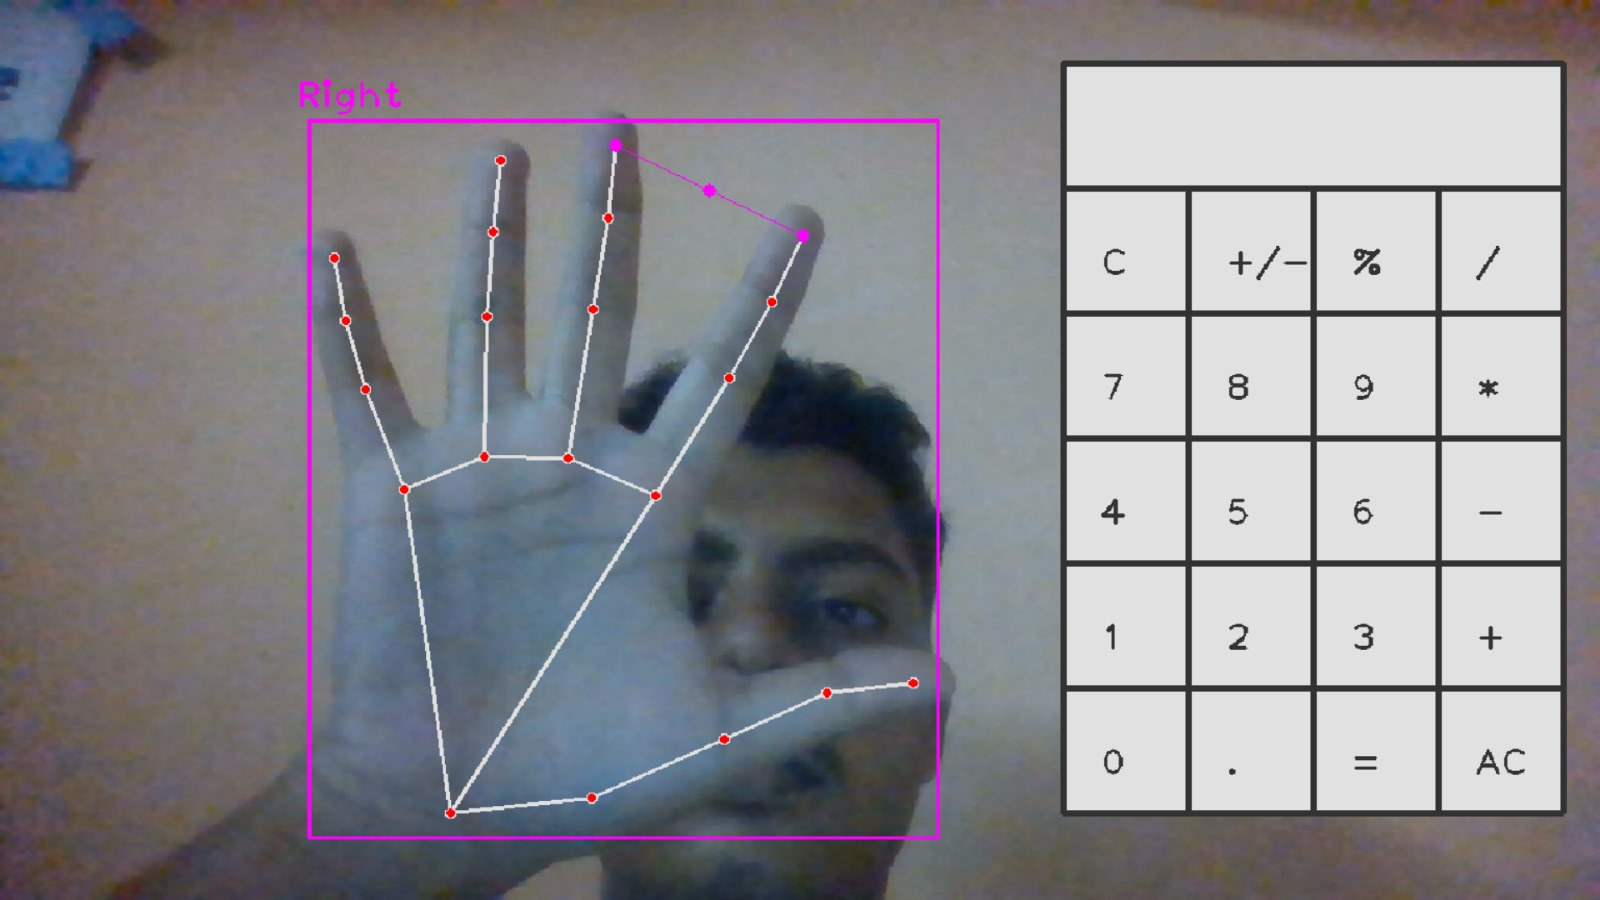 Right
C +/- % /
7 8 9 *
4 5 6 -
1 2 3 +
0 . = AC